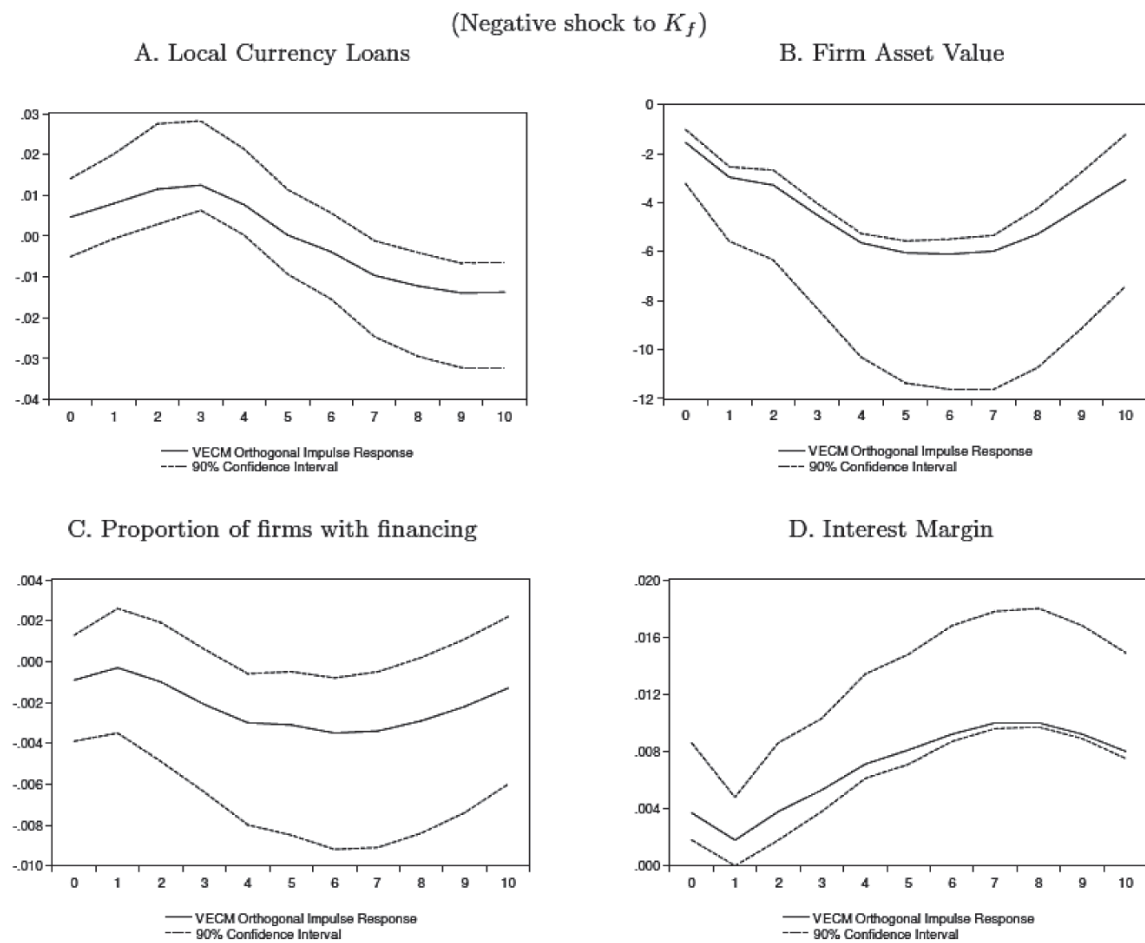 (Negative shock to K_f)
A. Local Currency Loans
B. Firm Asset Value
.03
.02
.01
.00
-.01
-.02
-.03
-.04
0 1 2 3 4 5 6 7 8 9 10
VECM Orthogonal Impulse Response
90% Confidence Interval
0
-2
-4
-6
-8
-10
-12
0 1 2 3 4 5 6 7 8 9 10
VECM Orthogonal Impulse Response
90% Confidence Interval
C. Proportion of firms with financing
D. Interest Margin
.004
.002
.000
-.002
-.004
-.006
-.008
-.010
0 1 2 3 4 5 6 7 8 9 10
VECM Orthogonal Impulse Response
90% Confidence Interval
.020
.016
.012
.008
.004
.000
0 1 2 3 4 5 6 7 8 9 10
VECM Orthogonal Impulse Response
90% Confidence Interval